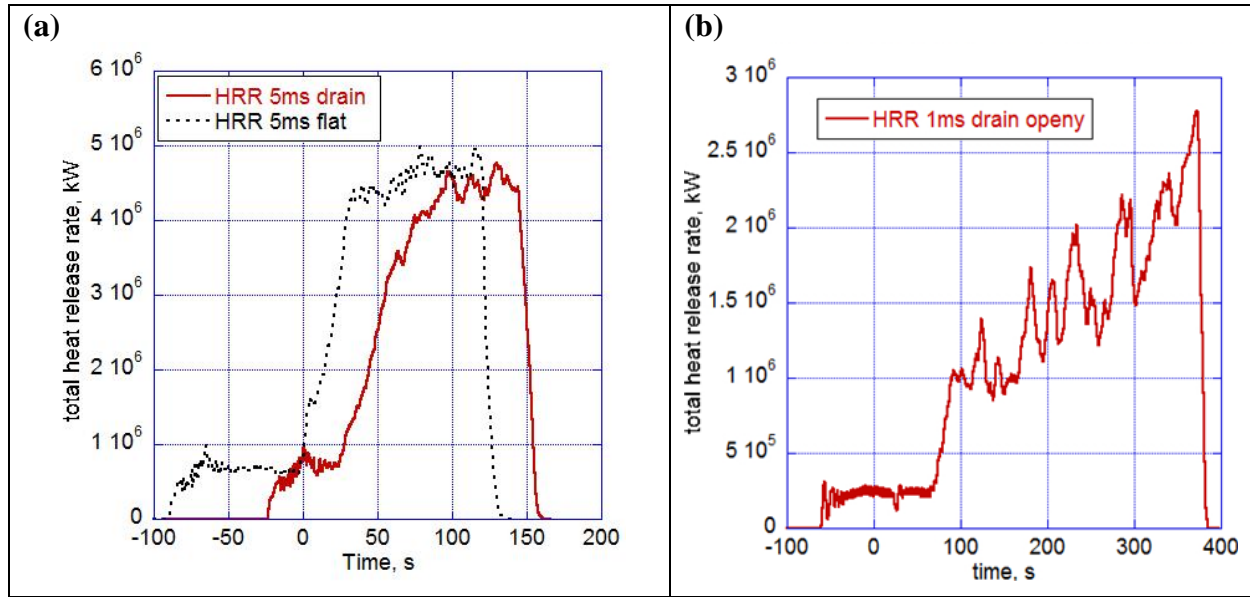 (a)
total heat release rate, kW
6 10⁶
5 10⁶
4 10⁶
3 10⁶
2 10⁶
1 10⁶
0
HRR 5ms drain
HRR 5ms flat
-100 -50 0 50 100 150 200
Time, s
(b)
total heat release rate, kW
3 10⁶
2.5 10⁶
2 10⁶
1.5 10⁶
1 10⁶
5 10⁵
0
HRR 1ms drain openy
-100 0 100 200 300 400
time, s